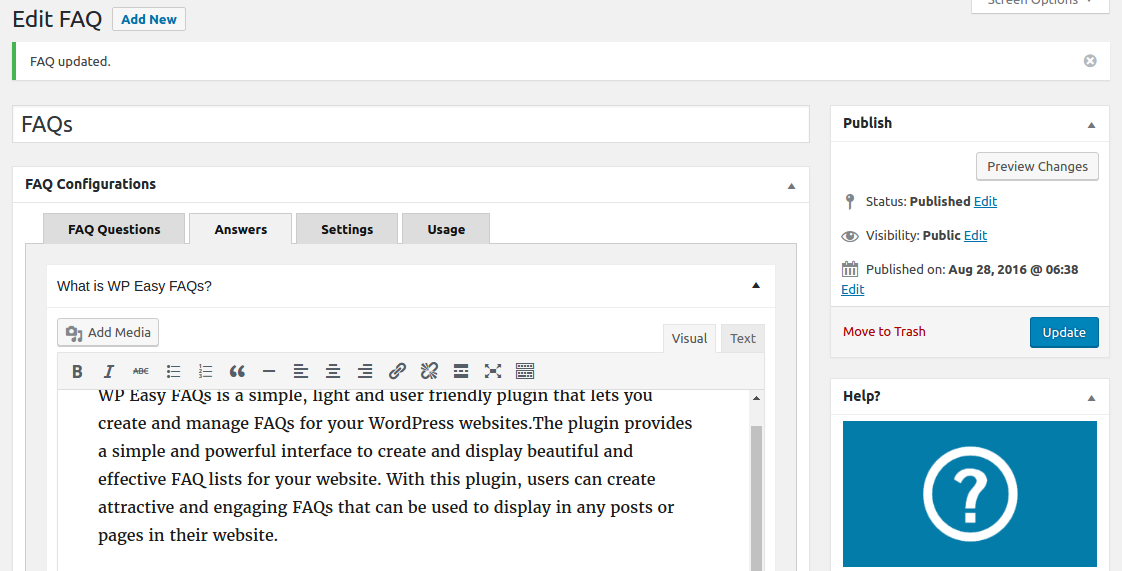 Screen Options
Edit FAQ Add New
FAQ updated.
FAQs
FAQ Configurations
FAQ Questions Answers Settings Usage
What is WP Easy FAQs?
Add Media
Visual Text
B I ABC
WP Easy FAQs is a simple, light and user friendly plugin that lets you
create and manage FAQs for your WordPress websites.The plugin provides
a simple and powerful interface to create and display beautiful and
effective FAQ lists for your website. With this plugin, users can create
attractive and engaging FAQs that can be used to display in any posts or
pages in their website.
Publish
Preview Changes
Status: Published Edit
Visibility: Public Edit
Published on: Aug 28, 2016 @ 06:38
Edit
Move to Trash Update
Help?
?